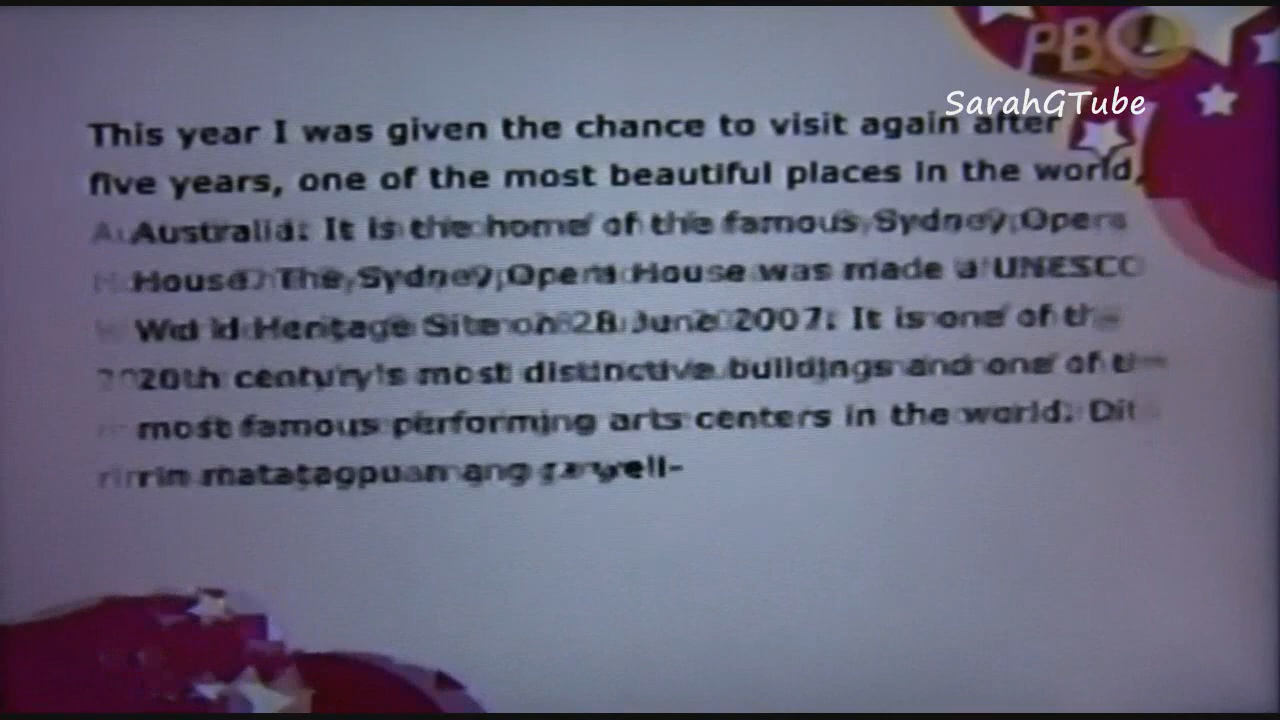 PBO
SarahGTube
This year I was given the chance to visit again after
five years, one of the most beautiful places in the world,
Australia. It is the home of the famous Sydney Opera
House. The Sydney Opera House was made a UNESCO
World Heritage Site on 28 June 2007. It is one of the
20th century's most distinctive buildings and one of the
most famous performing arts centers in the world. Dito
rin matatagpuan ang